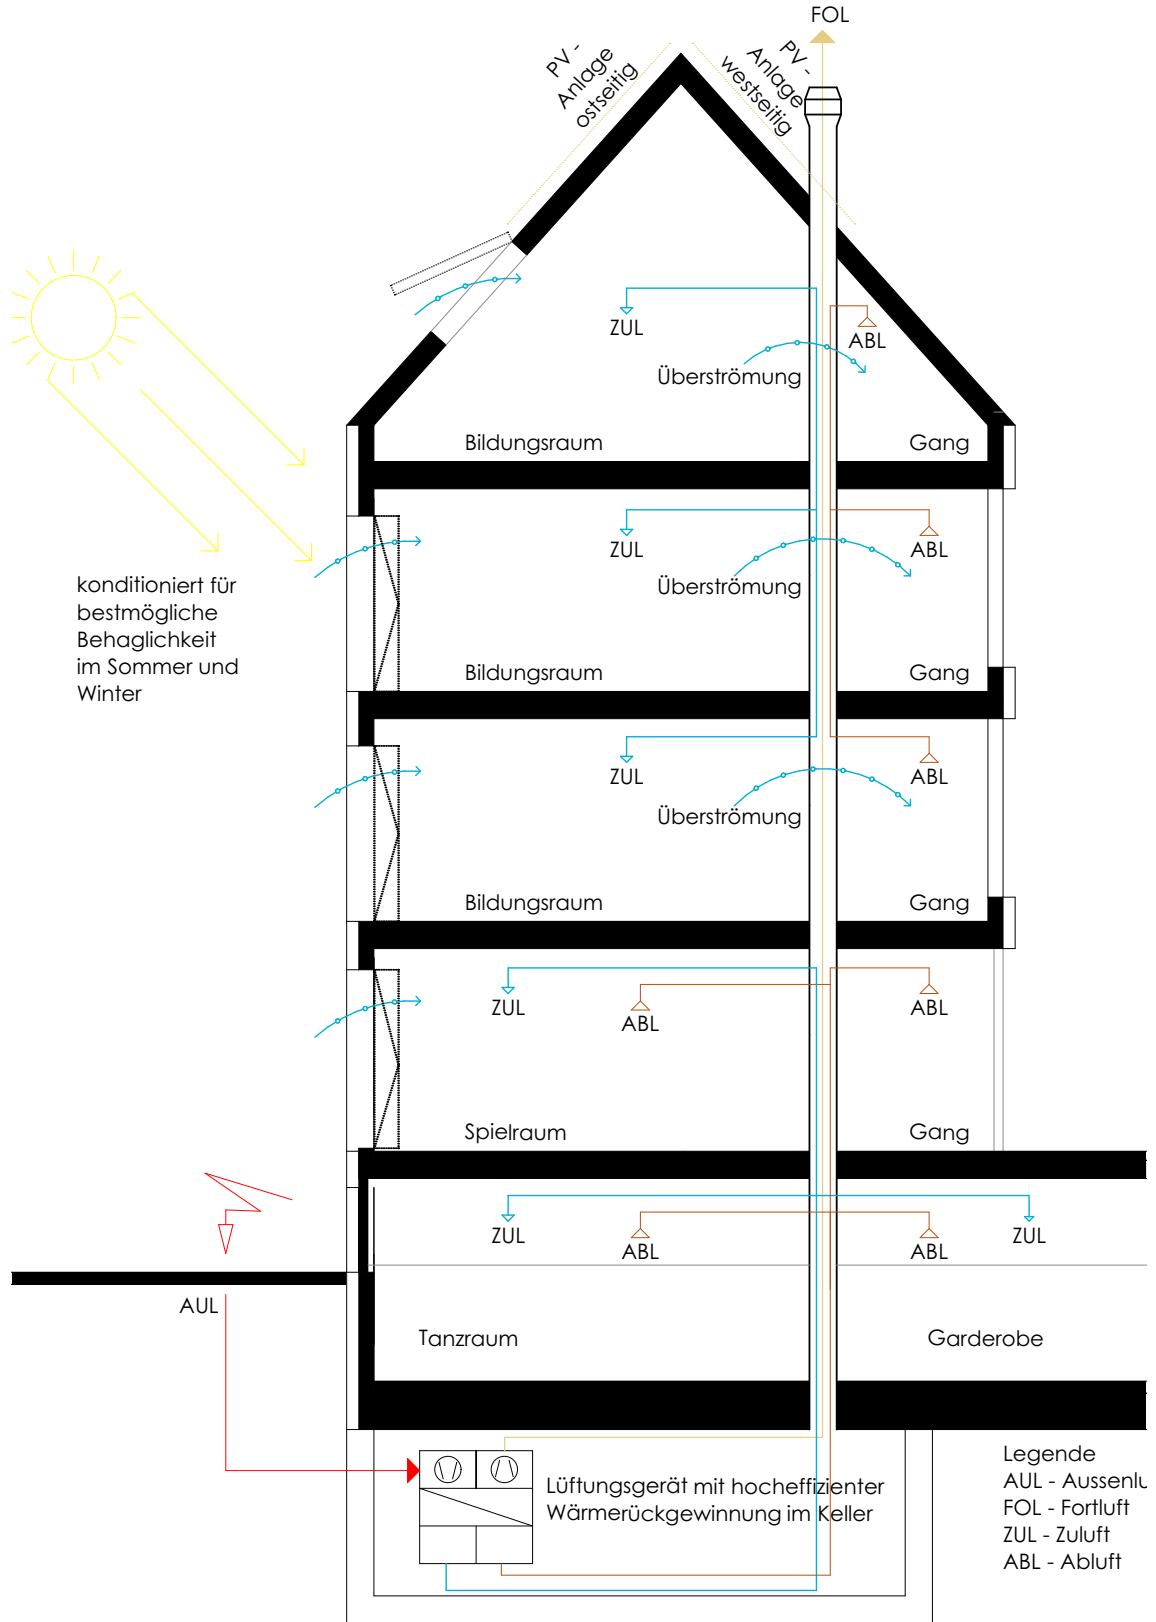 FOL
PV -
Anlage
ostseitig
PV -
Anlage
westseitig
ZUL
ABL
Überströmung
Bildungsraum
Gang
ZUL
ABL
Überströmung
konditioniert für
bestmögliche
Behaglichkeit
im Sommer und
Winter
Bildungsraum
Gang
ZUL
ABL
Überströmung
Bildungsraum
Gang
ZUL
ABL
ABL
Spielraum
Gang
ZUL
ABL
ABL
ZUL
AUL
Tanzraum
Garderobe
Lüftungsgerät mit hocheffizienter
Wärmerückgewinnung im Keller
Legende
AUL - Aussenlu
FOL - Fortluft
ZUL - Zuluft
ABL - Abluft